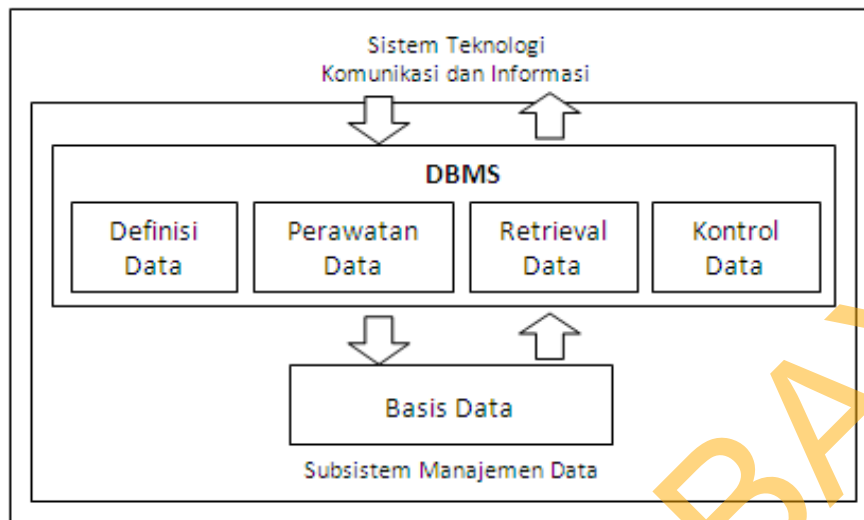 Sistem Teknologi
Komunikasi dan Informasi
DBMS
Definisi
Data
Perawatan
Data
Retrieval
Data
Kontrol
Data
Basis Data
Subsistem Manajemen Data
BAY